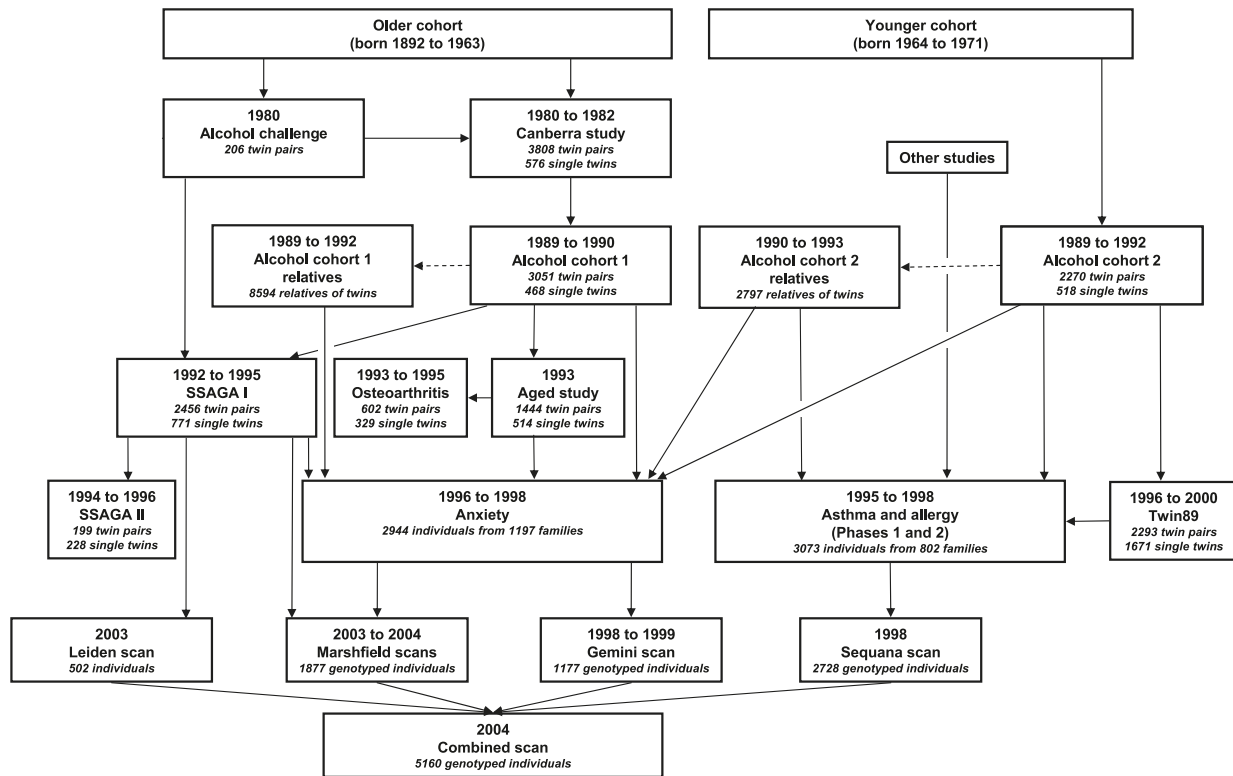 Older cohort
(born 1892 to 1963)
Younger cohort
(born 1964 to 1971)
1980
Alcohol challenge
206 twin pairs
1980 to 1982
Canberra study
3808 twin pairs
576 single twins
Other studies
1989 to 1992
Alcohol cohort 1
relatives
8594 relatives of twins
1989 to 1990
Alcohol cohort 1
3051 twin pairs
468 single twins
1990 to 1993
Alcohol cohort 2
relatives
2797 relatives of twins
1989 to 1992
Alcohol cohort 2
2270 twin pairs
518 single twins
1992 to 1995
SSAGA I
2456 twin pairs
771 single twins
1993 to 1995
Osteoarthritis
602 twin pairs
329 single twins
1993
Aged study
1444 twin pairs
514 single twins
1994 to 1996
SSAGA II
199 twin pairs
228 single twins
1996 to 1998
Anxiety
2944 individuals from 1197 families
1995 to 1998
Asthma and allergy
(Phases 1 and 2)
3073 individuals from 802 families
1996 to 2000
Twin89
2293 twin pairs
1671 single twins
2003
Leiden scan
502 individuals
2003 to 2004
Marshfield scans
1877 genotyped individuals
1998 to 1999
Gemini scan
1177 genotyped individuals
1998
Sequana scan
2728 genotyped individuals
2004
Combined scan
5160 genotyped individuals